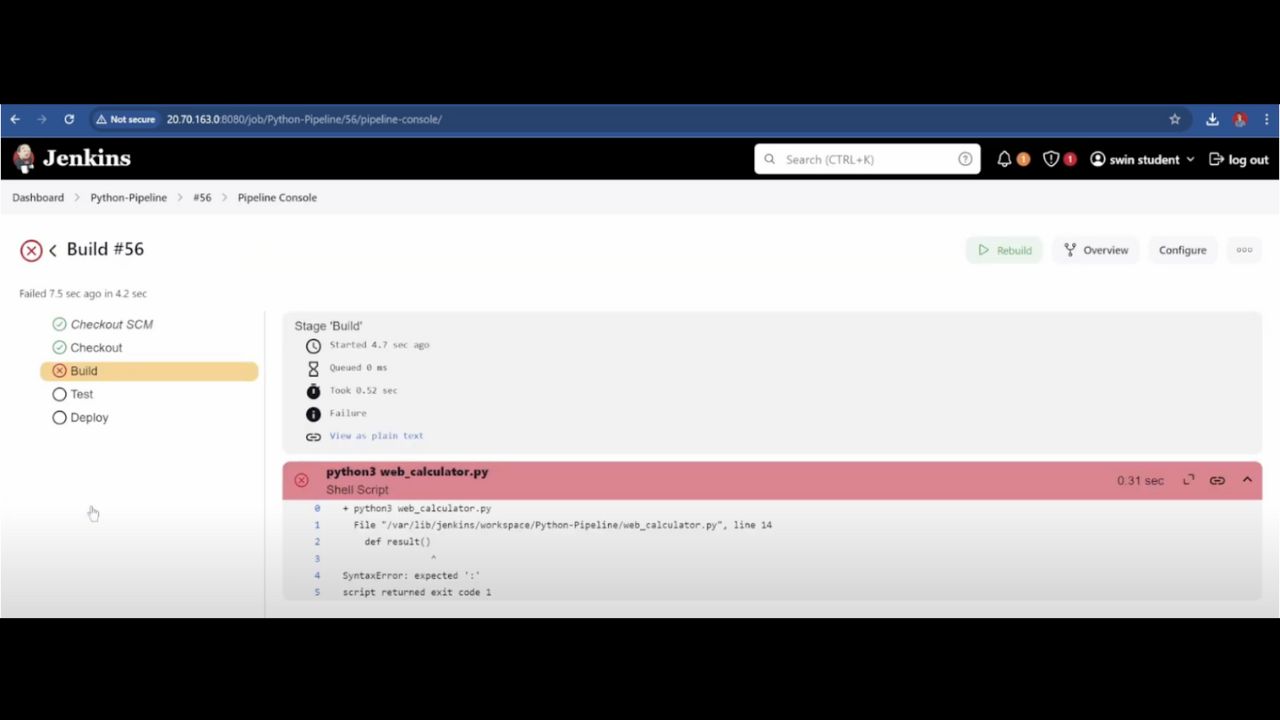 Not secure 20.70.163.0:8080/job/Python-Pipeline/56/pipeline-console/
Jenkins
Search (CTRL+K)
1
1
swin student
log out
Dashboard > Python-Pipeline > #56 > Pipeline Console
Build #56
Rebuild
Overview
Configure
Failed 7.5 sec ago in 4.2 sec
Checkout SCM
Checkout
Build
Test
Deploy
Stage 'Build'
Started 4.7 sec ago
Queued 0 ms
Took 0.52 sec
Failure
View as plain text
python3 web_calculator.py
Shell Script
0.31 sec
0 + python3 web_calculator.py
1 File "/var/lib/jenkins/workspace/Python-Pipeline/web_calculator.py", line 14
2 def result()
3 ^
4 SyntaxError: expected ':'
5 script returned exit code 1